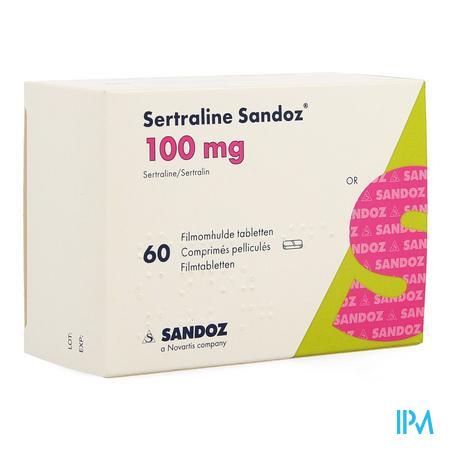 Sertraline Sandoz®
100 mg
Sertraline/Sertralin
OR
60
Filmomhulde tabletten
Comprimés pelliculés
Filmtabletten
S SANDOZ
a Novartis company
LOT:
EXP:
SANDOZ
SANDOZ
SANDOZ
SANDOZ
SANDOZ
IPM